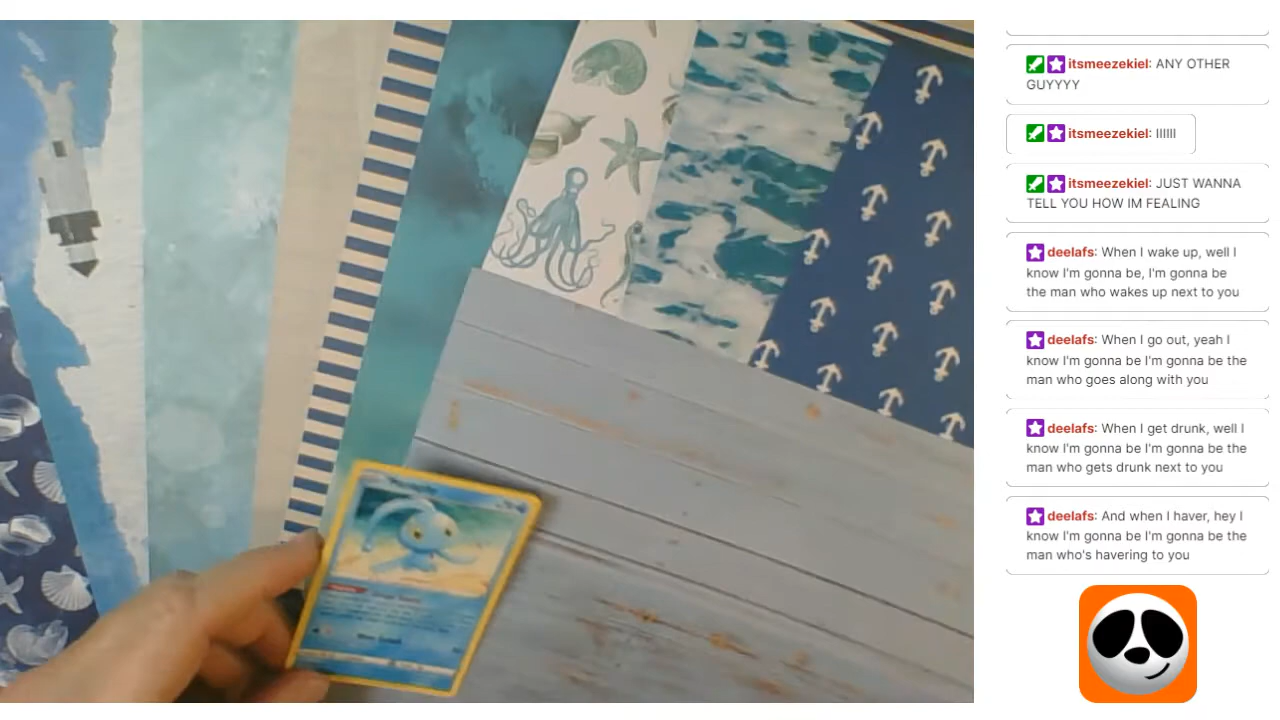 itsmeezekiel: ANY OTHER
GUYYYY
itsmeezekiel: IIIIII
itsmeezekiel: JUST WANNA
TELL YOU HOW IM FEALING
deelafs: When I wake up, well I
know I'm gonna be, I'm gonna be
the man who wakes up next to you
deelafs: When I go out, yeah I
know I'm gonna be I'm gonna be the
man who goes along with you
deelafs: When I get drunk, well I
know I'm gonna be I'm gonna be the
man who gets drunk next to you
deelafs: And when I haver, hey I
know I'm gonna be I'm gonna be the
man who's havering to you